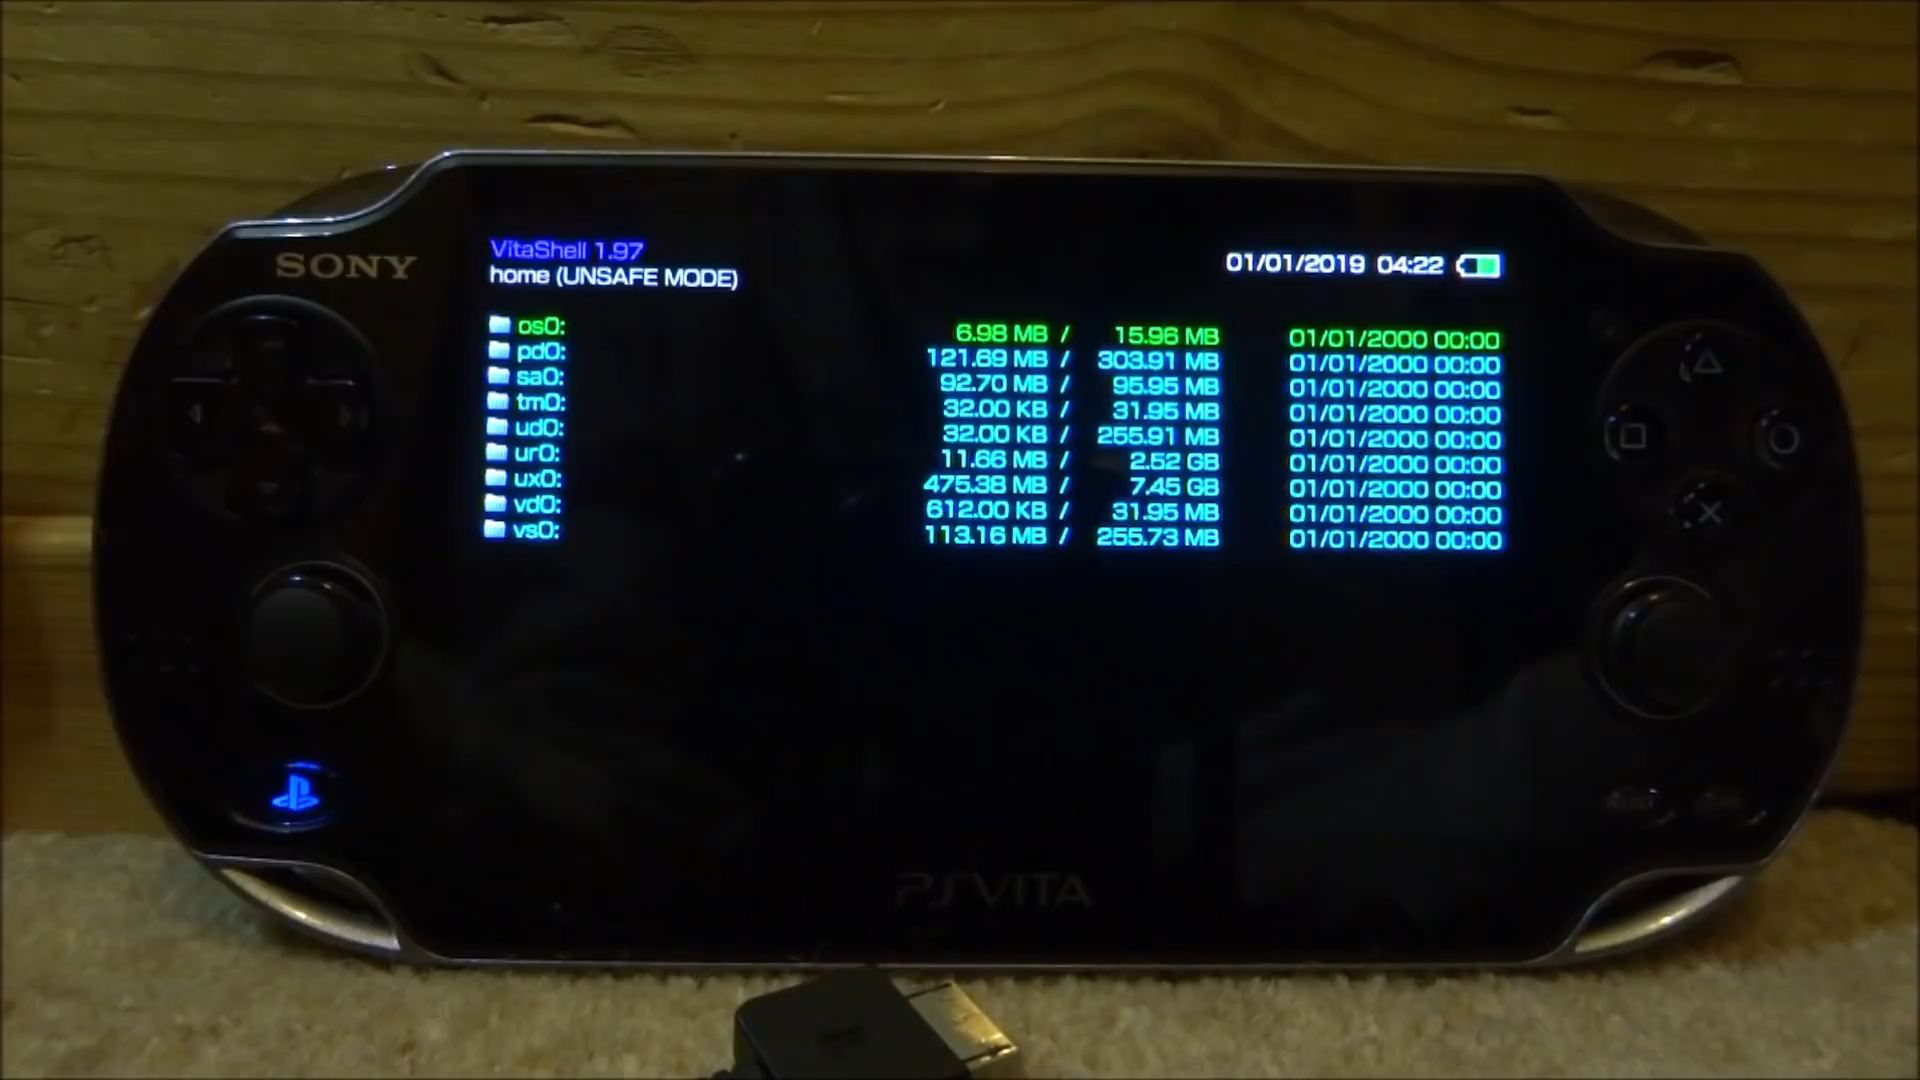 SONY
VitaShell 1.97
home (UNSAFE MODE)
01/01/2019 04:22
os0: 6.98 MB / 15.96 MB 01/01/2000 00:00
pd0: 121.69 MB / 303.91 MB 01/01/2000 00:00
sa0: 92.70 MB / 95.95 MB 01/01/2000 00:00
tm0: 32.00 KB / 31.95 MB 01/01/2000 00:00
ud0: 32.00 KB / 255.91 MB 01/01/2000 00:00
ur0: 11.66 MB / 2.52 GB 01/01/2000 00:00
ux0: 475.38 MB / 7.45 GB 01/01/2000 00:00
vd0: 612.00 KB / 31.95 MB 01/01/2000 00:00
vs0: 113.16 MB / 255.73 MB 01/01/2000 00:00
PSVITA